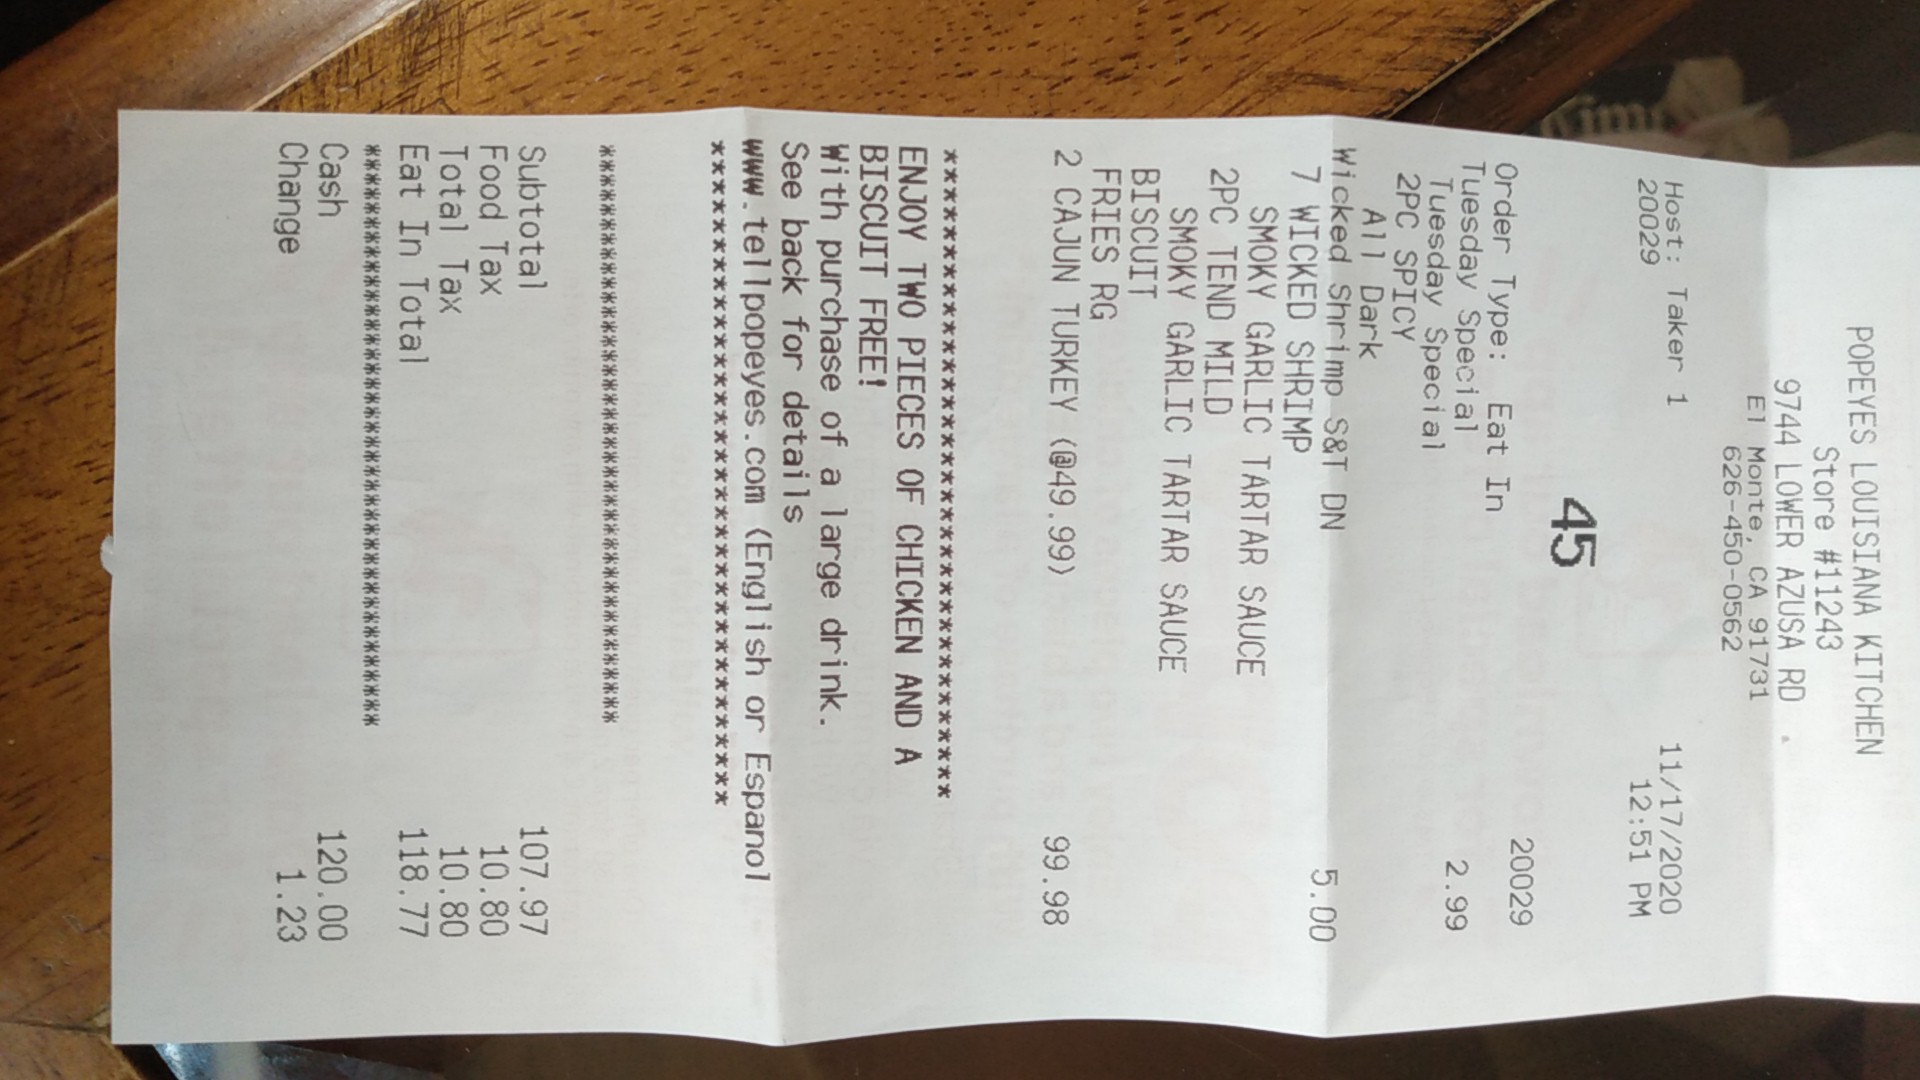 POPEYES LOUISIANA KITCHEN
Store #11243
9744 LOWER AZUSA RD
El Monte, CA 91731
626-450-0562
Host: Taker 1 11/17/2020
20029 12:51 PM
45
Order Type: Eat In 20029
Tuesday Special
Tuesday Special 2.99
2PC SPICY
All Dark
Wicked Shrimp S&T DN 5.00
7 WICKED SHRIMP
SMOKY GARLIC TARTAR SAUCE
2PC TEND MILD
SMOKY GARLIC TARTAR SAUCE
BISCUIT
FRIES RG
2 CAJUN TURKEY (@49.99) 99.98
****************************************
ENJOY TWO PIECES OF CHICKEN AND A
BISCUIT FREE!
With purchase of a large drink.
See back for details
www.tellpopeyes.com (English or Espanol
****************************************
****************************************
Subtotal 107.97
Food Tax 10.80
Total Tax 10.80
Eat In Total 118.77
****************************************
Cash 120.00
Change 1.23